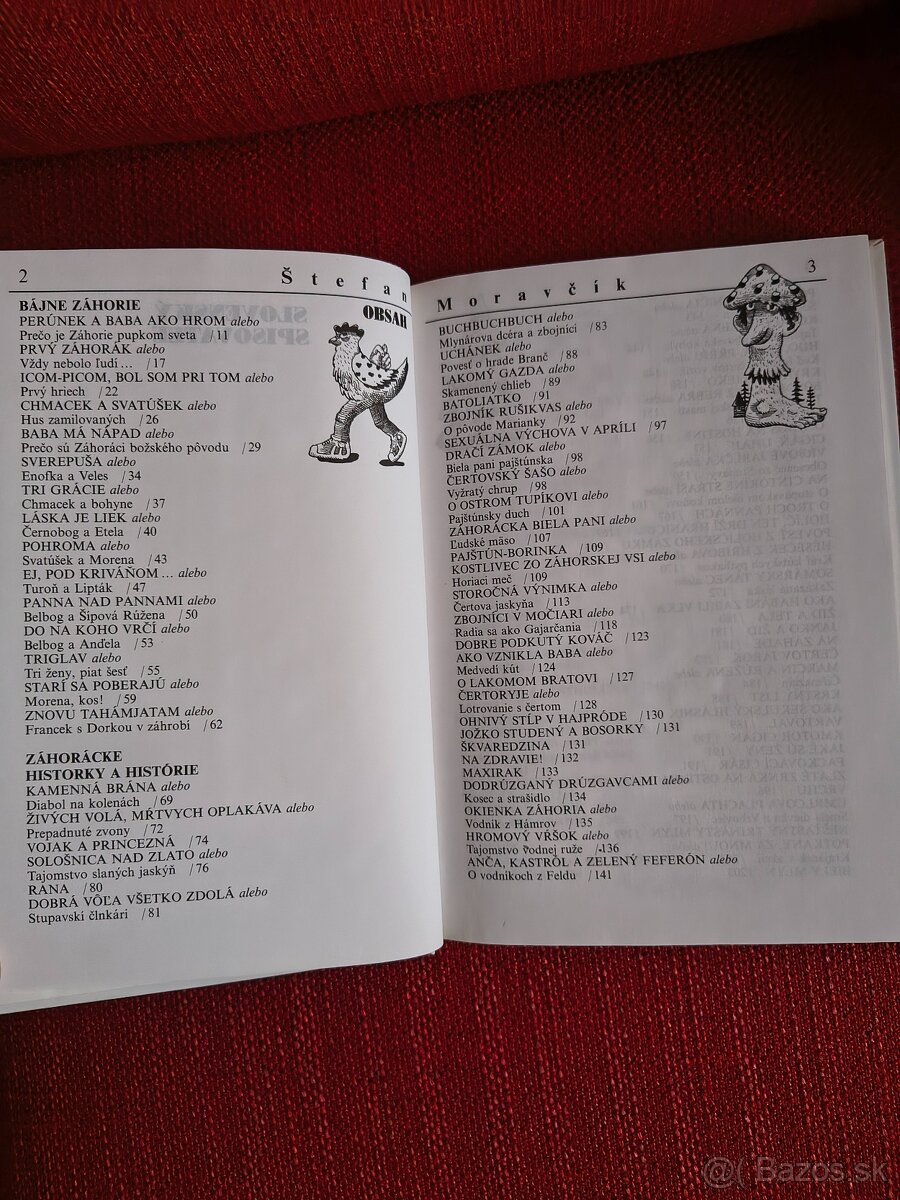 2
Štefan
OBSAH
BÁJNE ZÁHORIE
PERÚNEK A BABA AKO HROM alebo
Prečo je Záhorie pupkom sveta /11
PRVÝ ZÁHORÁK alebo
Vždy nebolo ľudí ... /17
ICOM-PICOM, BOL SOM PRI TOM alebo
Prvý hriech /22
CHMACEK A SVATÚŠEK alebo
Hus zamilovaných /26
BABA MÁ NÁPAD alebo
Prečo sú Záhoráci božského pôvodu /29
SVEREPUŠA alebo
Enofka a Veles /34
TRI GRÁCIE alebo
Chmacek a bohyne /37
LÁSKA JE LIEK alebo
Černobog a Etela /40
POHROMA alebo
Svatúšek a Morena /43
EJ, POD KRIVÁŇOM ... alebo
Turoň a Lipták /47
PANNA NAD PANNAMI alebo
Belbog a Šípová Rúžena /50
DO NA KOHO VRČÍ alebo
Belbog a Anďela /53
TRIGLAV alebo
Tri ženy, piat šesť /55
STARÍ SA POBERAJÚ alebo
Morena, kos! /59
ZNOVU TAHÁMJATAM alebo
Francek s Dorkou v záhrobí /62
ZÁHORÁCKE
HISTORKY A HISTÓRIE
KAMENNÁ BRÁNA alebo
Diabol na kolenách /69
ŽIVÝCH VOLÁ, MŔTVYCH OPLAKÁVA alebo
Prepadnuté zvony /72
VOJAK A PRINCEZNÁ /74
SOLOŠNICA NAD ZLATO alebo
Tajomstvo slaných jaskýň /76
RANA /80
DOBRÁ VÔĽA VŠETKO ZDOLÁ alebo
Stupavskí člnkári /81
Moravčík
3
BUCHBUCHBUCH alebo
Mlynárova dcéra a zbojníci /83
UCHÁNEK alebo
Povesť o hrade Branč /88
LAKOMÝ GAZDA alebo
Skamenený chlieb /89
BATOLIATKO /91
ZBOJNÍK RUŠIKVAS alebo
O pôvode Marianky /92
SEXUÁLNA VÝCHOVA V APRÍLI /97
DRAČÍ ZÁMOK alebo
Biela pani pajštúnska /98
ČERTOVSKÝ ŠAŠO alebo
Vyžratý chrup /98
O OSTROM TUPÍKOVI alebo
Pajštúnsky duch /101
ZÁHORÁCKA BIELA PANI alebo
Ľudské mäso /107
PAJŠTÚN-BORINKA /109
KOSTLIVEC ZO ZÁHORSKEJ VSI alebo
Horiaci meč /109
STOROČNÁ VÝNIMKA alebo
Čertova jaskyňa /113
ZBOJNÍCI V MOČIARI alebo
Radia sa ako Gajarčania /118
DOBRE PODKUTÝ KOVÁČ /123
AKO VZNIKLA BABA alebo
Medvedí kút /124
O LAKOMOM BRATOVI /127
ČERTORYJE alebo
Lotrovanie s čertom /128
OHNIVÝ STĹP V HAJPRÓDE /130
JOŽKO STUDENÝ A BOSORKY /131
ŠKVAREDZINA /131
NA ZDRAVIE! /132
MAXIRAK /133
DODRÚZGANÝ DRÚZGAVCAMI alebo
Kosec a strašidlo /134
OKIENKA ZÁHORIA alebo
Vodník z Hámrov /135
HROMOVÝ VŔŠOK alebo
Tajomstvo vodnej ruže /136
ANČA, KASTRÓL A ZELENÝ FEFERÓN alebo
O vodníkoch z Feldu /141
@( Bazos.sk